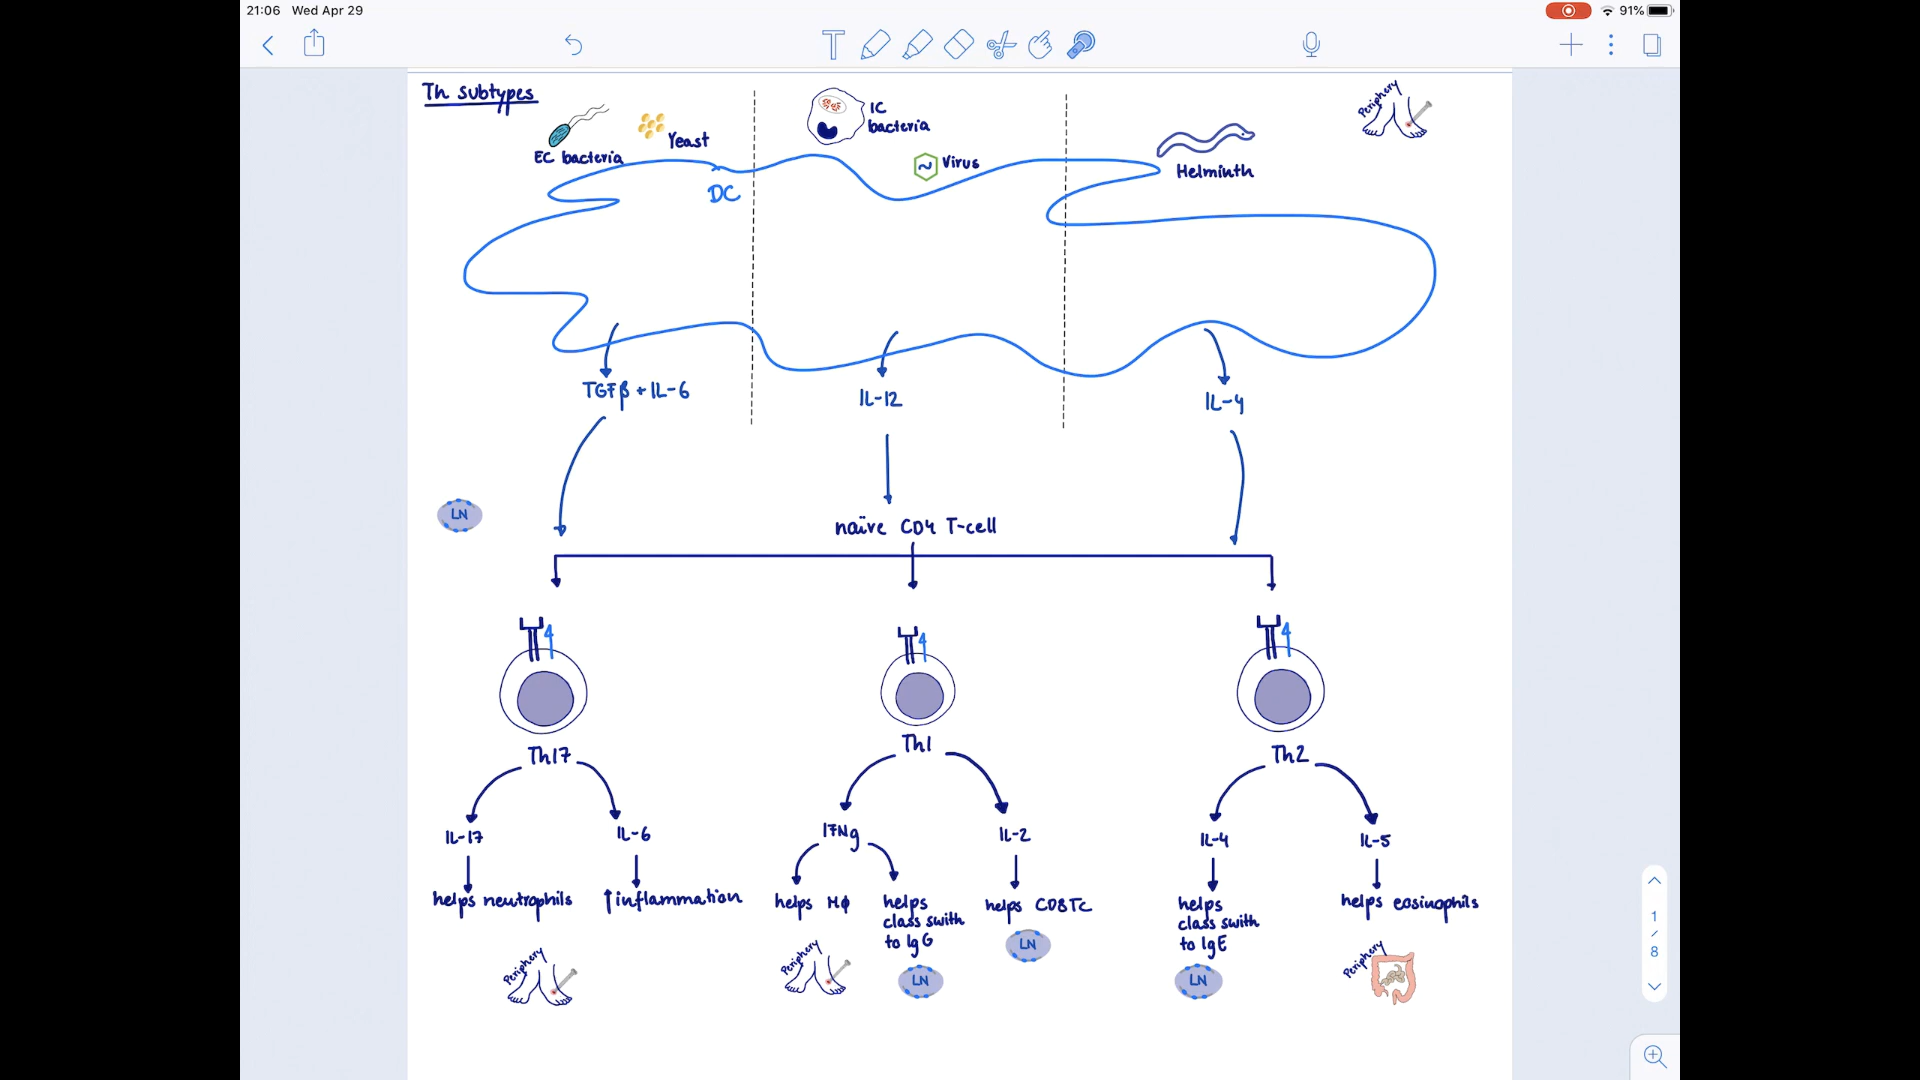 21:06 Wed Apr 29
91%
Th subtypes
Periphery
IC
bacteria
Yeast
EC bacteria
Virus
Helminth
DC
TGFβ + IL-6
IL-12
IL-4
LN
naïve CD4 T-cell
4
4
4
Th17
Th1
Th2
IL-17
IL-6
IFNg
IL-2
IL-4
IL-5
helps neutrophils
↑inflammation
helps Mϕ
helps
class swith
to IgG
helps CD8TC
helps
class swith
to IgE
helps eosinophils
Periphery
Periphery
LN
LN
LN
Periphery
1
/
8